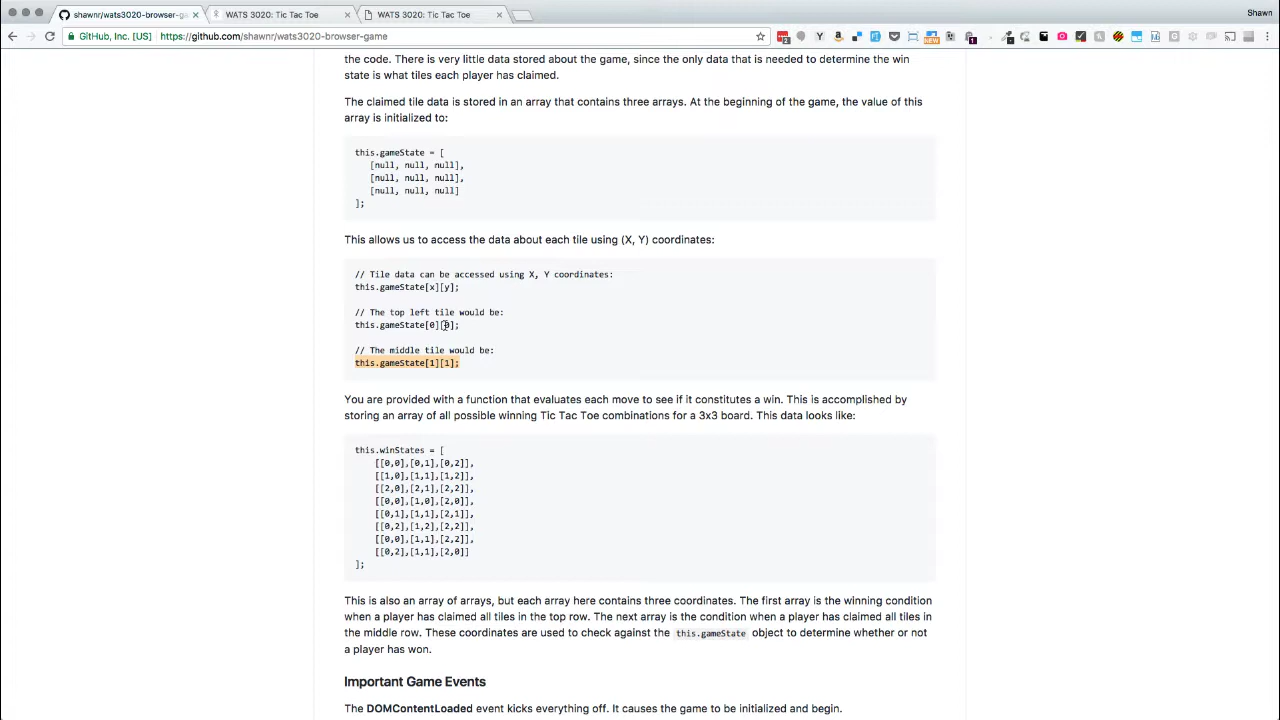 shawnr/wats3020-browser-ga
WATS 3020: Tic Tac Toe
WATS 3020: Tic Tac Toe
Shawn
GitHub, Inc. [US]
https://github.com/shawnr/wats3020-browser-game
the code. There is very little data stored about the game, since the only data that is needed to determine the win
state is what tiles each player has claimed.
The claimed tile data is stored in an array that contains three arrays. At the beginning of the game, the value of this
array is initialized to:
this.gameState = [
[null, null, null],
[null, null, null],
[null, null, null]
];
This allows us to access the data about each tile using (X, Y) coordinates:
// Tile data can be accessed using X, Y coordinates:
this.gameState[x][y];
// The top left tile would be:
this.gameState[0][0];
// The middle tile would be:
this.gameState[1][1];
You are provided with a function that evaluates each move to see if it constitutes a win. This is accomplished by
storing an array of all possible winning Tic Tac Toe combinations for a 3x3 board. This data looks like:
this.winStates = [
[[0,0],[0,1],[0,2]],
[[1,0],[1,1],[1,2]],
[[2,0],[2,1],[2,2]],
[[0,0],[1,0],[2,0]],
[[0,1],[1,1],[2,1]],
[[0,2],[1,2],[2,2]],
[[0,0],[1,1],[2,2]],
[[0,2],[1,1],[2,0]]
];
This is also an array of arrays, but each array here contains three coordinates. The first array is the winning condition
when a player has claimed all tiles in the top row. The next array is the condition when a player has claimed all tiles in
the middle row. These coordinates are used to check against the this.gameState object to determine whether or not
a player has won.
Important Game Events
The DOMContentLoaded event kicks everything off. It causes the game to be initialized and begin.